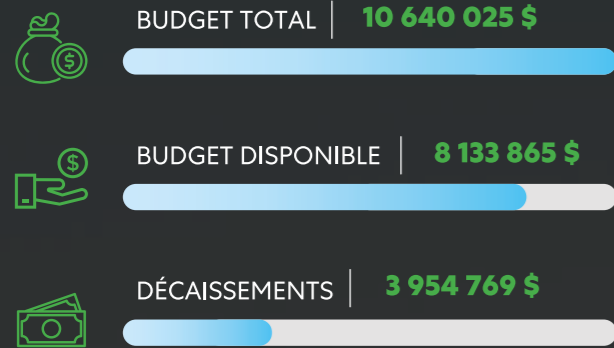 BUDGET TOTAL | 10 640 025 $
$
BUDGET DISPONIBLE | 8 133 865 $
$
DÉCAISSEMENTS | 3 954 769 $